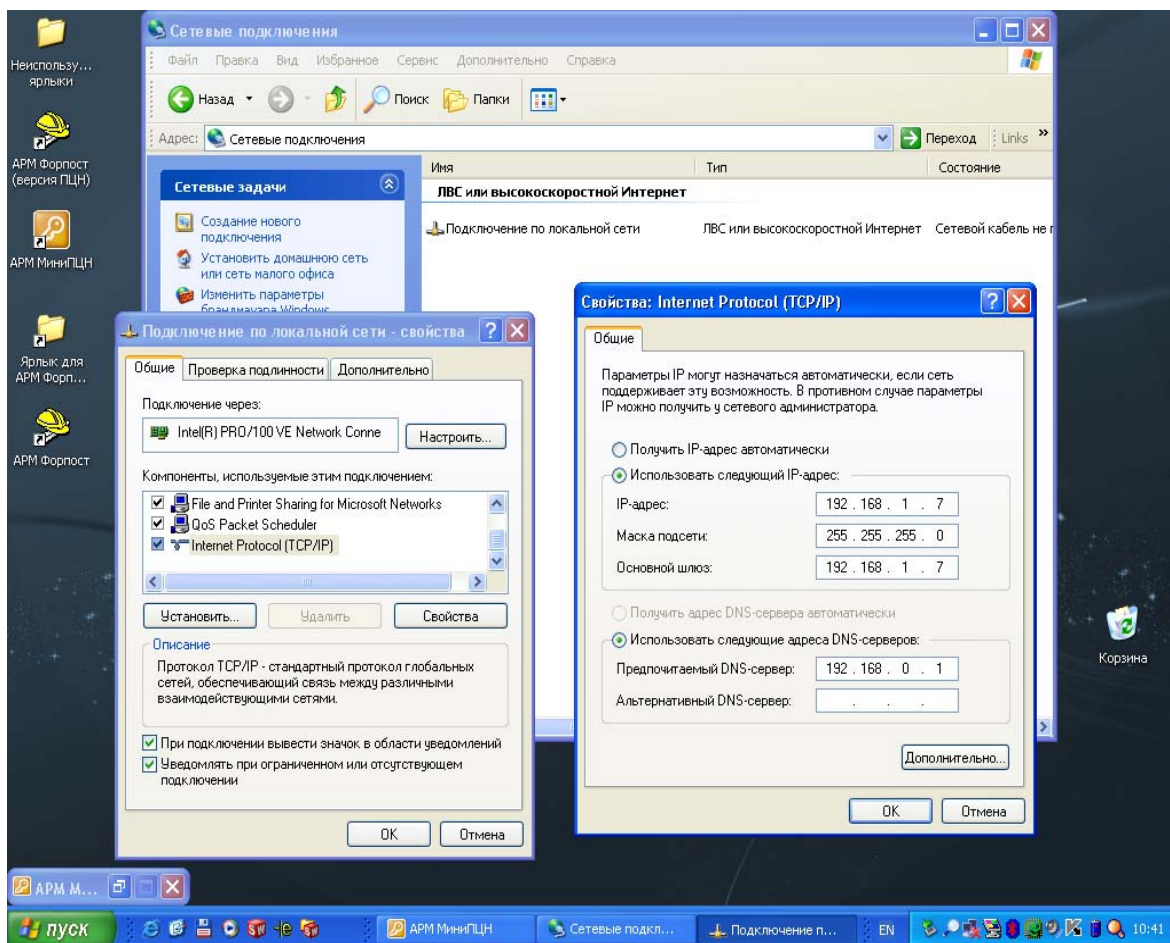 Неиспользу...
ярлыки
АРМ Форпост
(версия ПЦН)
АРМ МиниПЦН
Ярлык для
АРМ Форп...
АРМ Форпост
Корзина
Сетевые подключения
Файл Правка Вид Избранное Сервис Дополнительно Справка
Назад Поиск Папки
Адрес: Сетевые подключения Переход Links »
Сетевые задачи
Создание нового
подключения
Установить домашнюю сеть
или сеть малого офиса
Изменить параметры
брандмауэра Windows
Имя Тип Состояние
ЛВС или высокоскоростной Интернет
Подключение по локальной сети ЛВС или высокоскоростной Интернет Сетевой кабель не
Подключение по локальной сети - свойства
Общие Проверка подлинности Дополнительно
Подключение через:
Intel(R) PRO/100 VE Network Conne Настроить...
Компоненты, используемые этим подключением:
File and Printer Sharing for Microsoft Networks
QoS Packet Scheduler
Internet Protocol (TCP/IP)
Установить... Удалить Свойства
Описание
Протокол TCP/IP - стандартный протокол глобальных
сетей, обеспечивающий связь между различными
взаимодействующими сетями.
При подключении вывести значок в области уведомлений
Уведомлять при ограниченном или отсутствующем
подключении
OK Отмена
Свойства: Internet Protocol (TCP/IP)
Общие
Параметры IP могут назначаться автоматически, если сеть
поддерживает эту возможность. В противном случае параметры
IP можно получить у сетевого администратора.
Получить IP-адрес автоматически
Использовать следующий IP-адрес:
IP-адрес: 192 . 168 . 1 . 7
Маска подсети: 255 . 255 . 255 . 0
Основной шлюз: 192 . 168 . 1 . 7
Получить адрес DNS-сервера автоматически
Использовать следующие адреса DNS-серверов:
Предпочитаемый DNS-сервер: 192 . 168 . 0 . 1
Альтернативный DNS-сервер: . . .
Дополнительно...
OK Отмена
АРМ М...
пуск АРМ МиниПЦН Сетевые подкл... Подключение п... EN 10:41